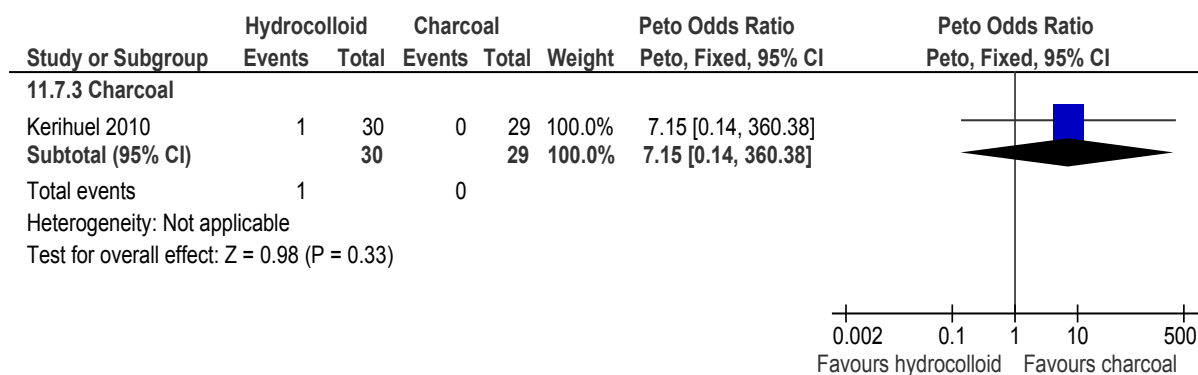 Hydrocolloid Charcoal Peto Odds Ratio Peto Odds Ratio
Study or Subgroup Events Total Events Total Weight Peto, Fixed, 95% CI Peto, Fixed, 95% CI
11.7.3 Charcoal
Kerihuel 2010 1 30 0 29 100.0% 7.15 [0.14, 360.38]
Subtotal (95% CI) 30 29 100.0% 7.15 [0.14, 360.38]
Total events 1 0
Heterogeneity: Not applicable
Test for overall effect: Z = 0.98 (P = 0.33)
0.002 0.1 1 10 500
Favours hydrocolloid Favours charcoal